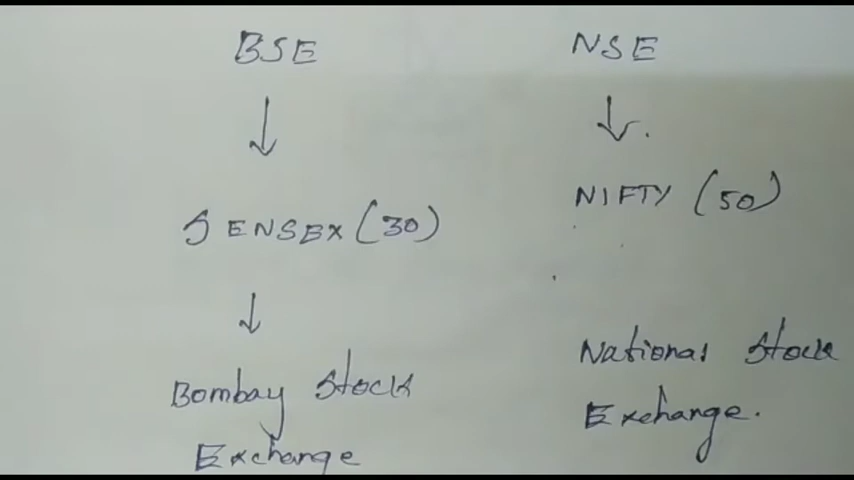 BSE
↓
SENSEX (30)
↓
Bombay Stock
Exchange
NSE
↓
NIFTY (50)
National Stock
Exchange.